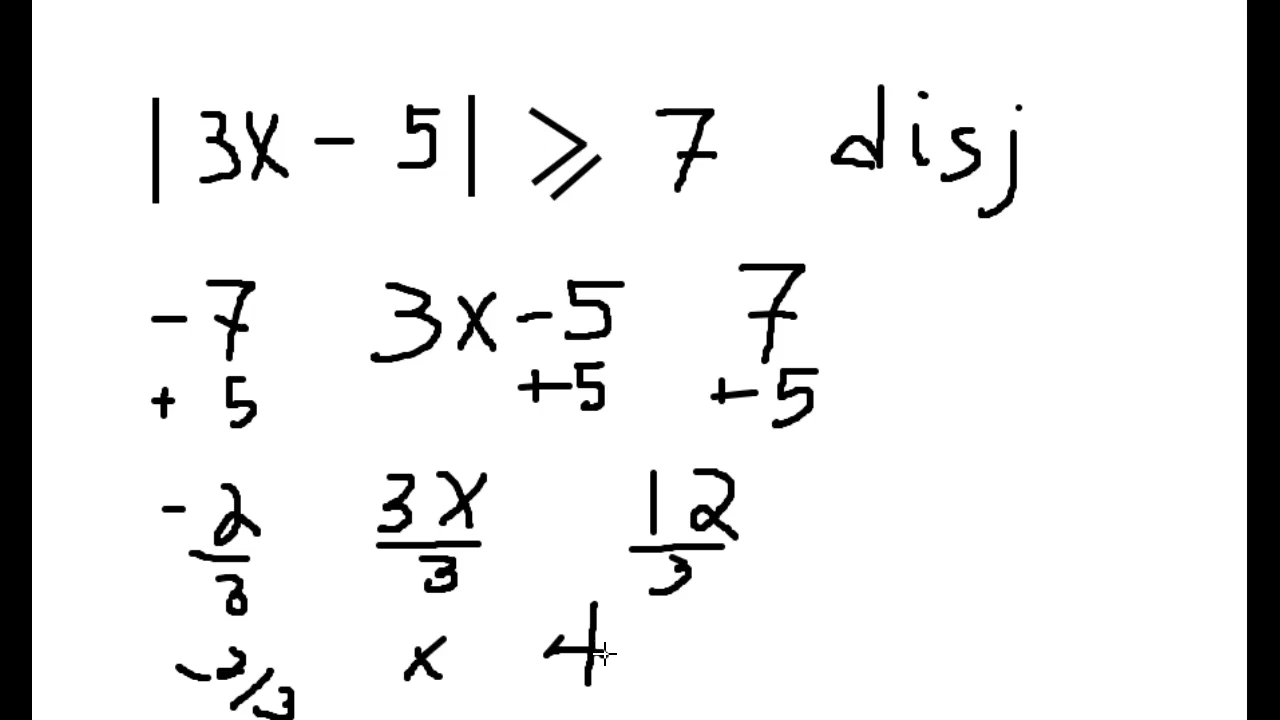 |3x - 5| ⩾ 7 disj
-7 3x - 5 7
+ 5 + 5 + 5
-2/3 3x/3 12/3
-2/3 x 4